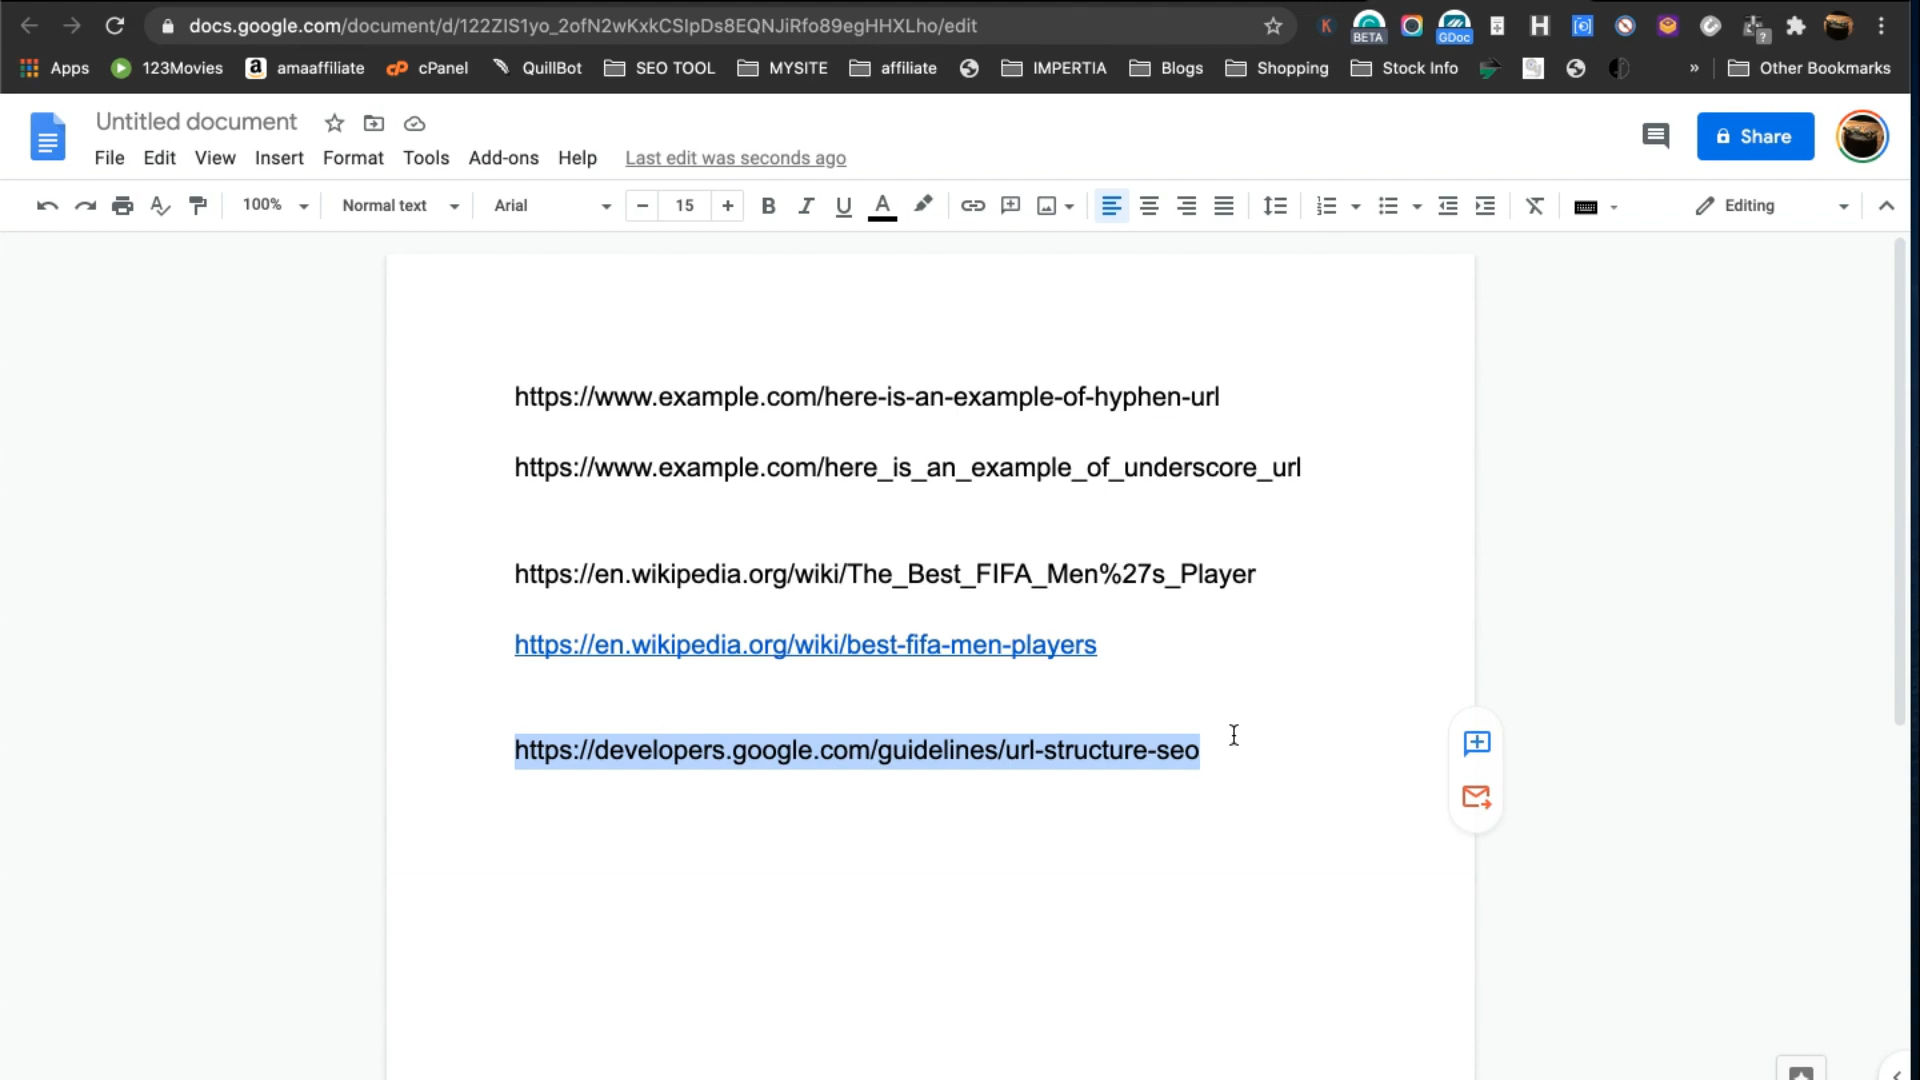 docs.google.com/document/d/122ZIS1yo_2ofN2wKxkCSIpDs8EQNJiRfo89egHHXLho/edit
K BETA GDoc H ?
Apps 123Movies a amaaffiliate cP cPanel QuillBot SEO TOOL MYSITE affiliate IMPERTIA Blogs Shopping Stock Info » Other Bookmarks
Untitled document
Share
File Edit View Insert Format Tools Add-ons Help Last edit was seconds ago
100% Normal text Arial 15 B I U A Editing
https://www.example.com/here-is-an-example-of-hyphen-url
https://www.example.com/here_is_an_example_of_underscore_url
https://en.wikipedia.org/wiki/The_Best_FIFA_Men%27s_Player
https://en.wikipedia.org/wiki/best-fifa-men-players
https://developers.google.com/guidelines/url-structure-seo